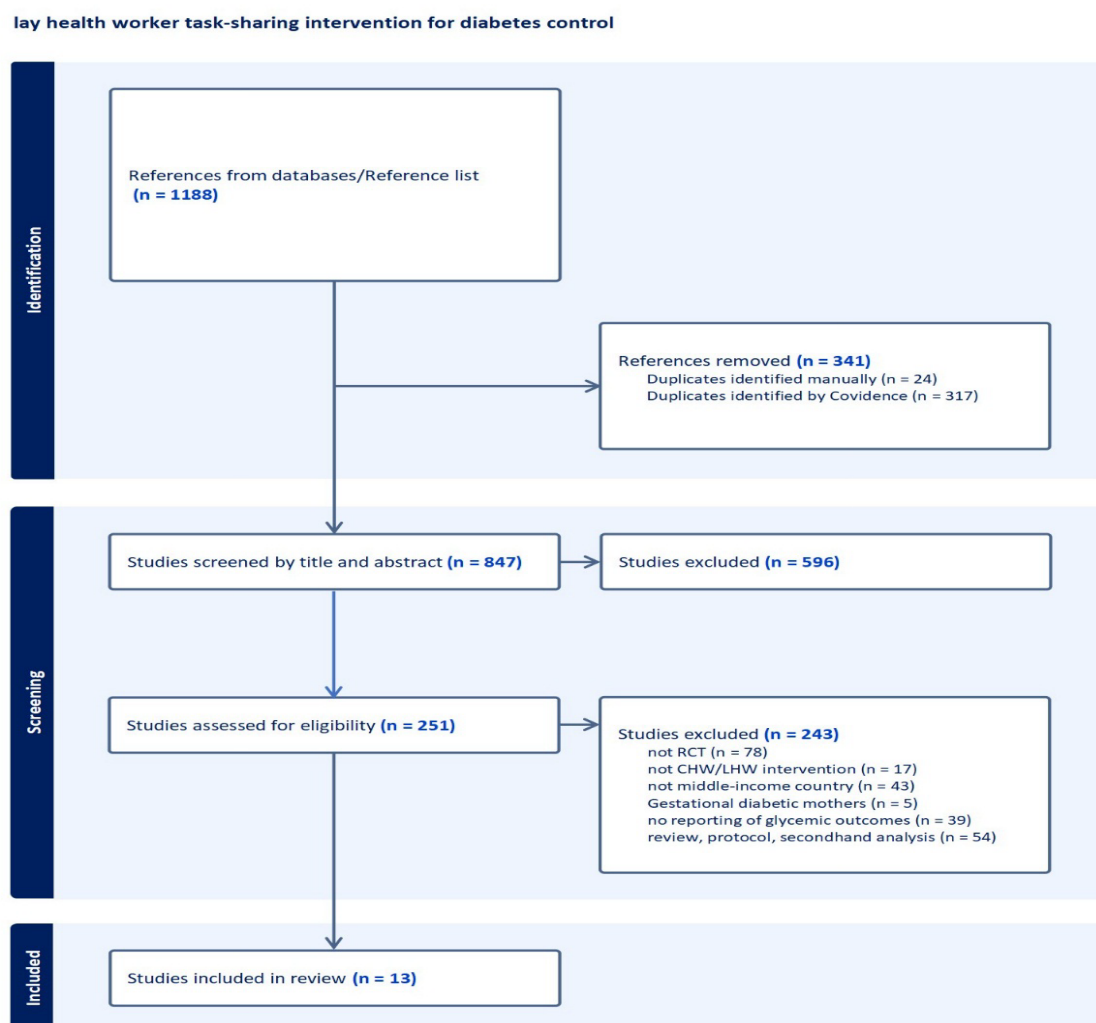 lay health worker task-sharing intervention for diabetes control
Identification
References from databases/Reference list
(n = 1188)
References removed (n = 341)
Duplicates identified manually (n = 24)
Duplicates identified by Covidence (n = 317)
Screening
Studies screened by title and abstract (n = 847)
Studies excluded (n = 596)
Studies assessed for eligibility (n = 251)
Studies excluded (n = 243)
not RCT (n = 78)
not CHW/LHW intervention (n = 17)
not middle-income country (n = 43)
Gestational diabetic mothers (n = 5)
no reporting of glycemic outcomes (n = 39)
review, protocol, secondhand analysis (n = 54)
Included
Studies included in review (n = 13)